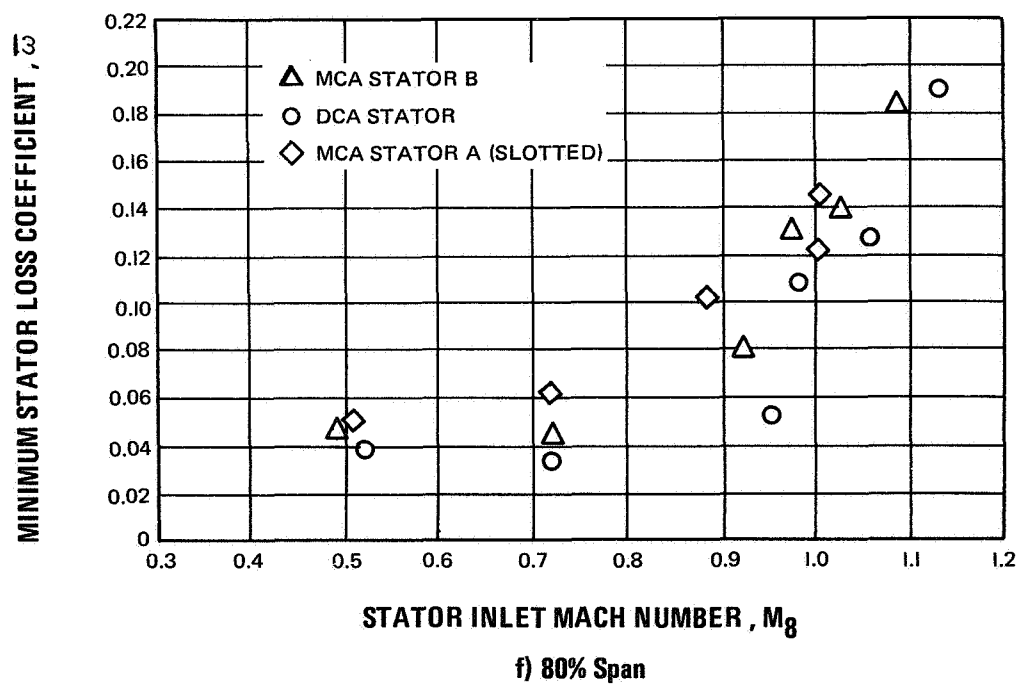 MINIMUM STATOR LOSS COEFFICIENT , ω̅
0.22
0.20
0.18
0.16
0.14
0.12
0.10
0.08
0.06
0.04
0.02
0
MCA STATOR B
DCA STATOR
MCA STATOR A (SLOTTED)
0.3 0.4 0.5 0.6 0.7 0.8 0.9 1.0 1.1 1.2
STATOR INLET MACH NUMBER , M8
f) 80% Span